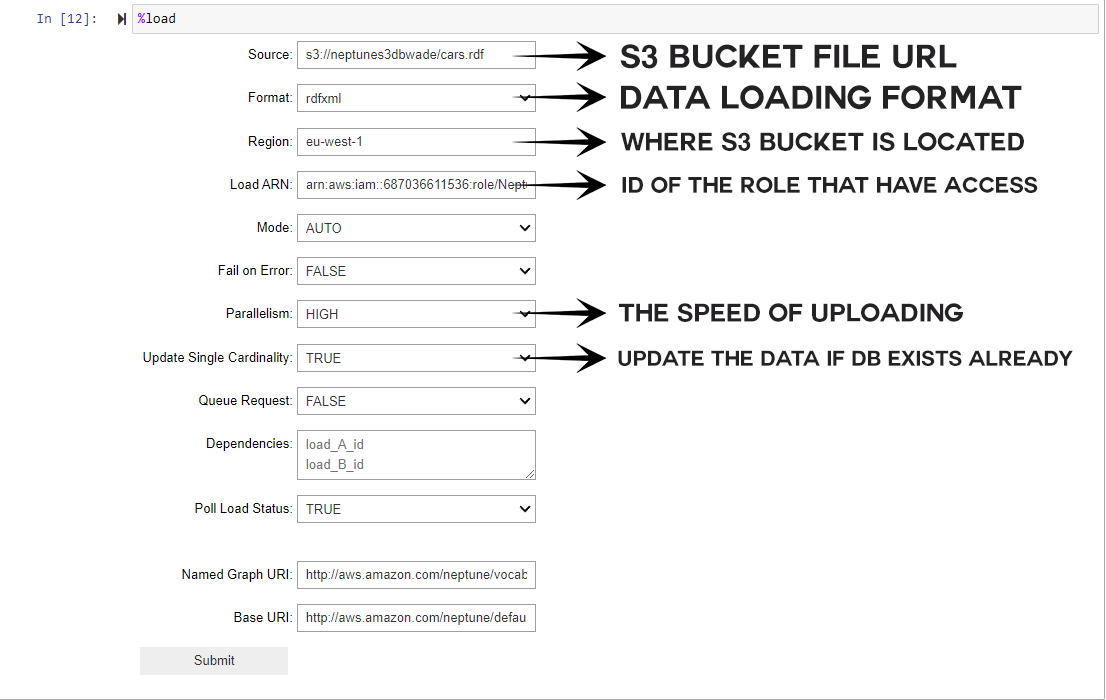 In [12]: %load
Source: s3://neptunes3dbwade/cars.rdf S3 BUCKET FILE URL
Format: rdfxml DATA LOADING FORMAT
Region: eu-west-1 WHERE S3 BUCKET IS LOCATED
Load ARN: arn:aws:iam::687036611536:role/Nept ID OF THE ROLE THAT HAVE ACCESS
Mode: AUTO
Fail on Error: FALSE
Parallelism: HIGH THE SPEED OF UPLOADING
Update Single Cardinality: TRUE UPDATE THE DATA IF DB EXISTS ALREADY
Queue Request: FALSE
Dependencies: load_A_id
load_B_id
Poll Load Status: TRUE
Named Graph URI: http://aws.amazon.com/neptune/vocab
Base URI: http://aws.amazon.com/neptune/defau
Submit